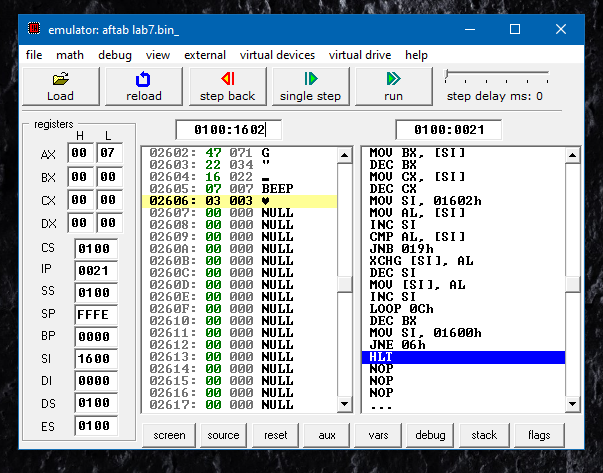 emulator: aftab lab7.bin_
file math debug view external virtual devices virtual drive help
Load reload step back single step run step delay ms: 0
registers
H L
AX 00 07
BX 00 00
CX 00 00
DX 00 00
CS 0100
IP 0021
SS 0100
SP FFFE
BP 0000
SI 1600
DI 0000
DS 0100
ES 0100
0100:1602
02602: 47 071 G
02603: 22 034 "
02604: 16 022 ▬
02605: 07 007 BEEP
02606: 03 003 ♥
02607: 00 000 NULL
02608: 00 000 NULL
02609: 00 000 NULL
0260A: 00 000 NULL
0260B: 00 000 NULL
0260C: 00 000 NULL
0260D: 00 000 NULL
0260E: 00 000 NULL
0260F: 00 000 NULL
02610: 00 000 NULL
02611: 00 000 NULL
02612: 00 000 NULL
02613: 00 000 NULL
02614: 00 000 NULL
02615: 00 000 NULL
02616: 00 000 NULL
02617: 00 000 NULL
0100:0021
MOV BX, [SI]
DEC BX
MOV CX, [SI]
DEC CX
MOV SI, 01602h
MOV AL, [SI]
INC SI
CMP AL, [SI]
JNB 019h
XCHG [SI], AL
DEC SI
MOV [SI], AL
INC SI
LOOP 0Ch
DEC BX
MOV SI, 01600h
JNE 06h
HLT
NOP
NOP
NOP
...
screen source reset aux vars debug stack flags